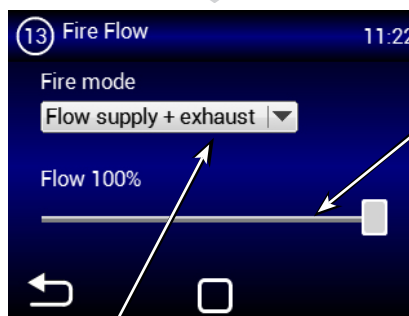 13 Fire Flow 11:22
Fire mode
Flow supply + exhaust
Flow 100%